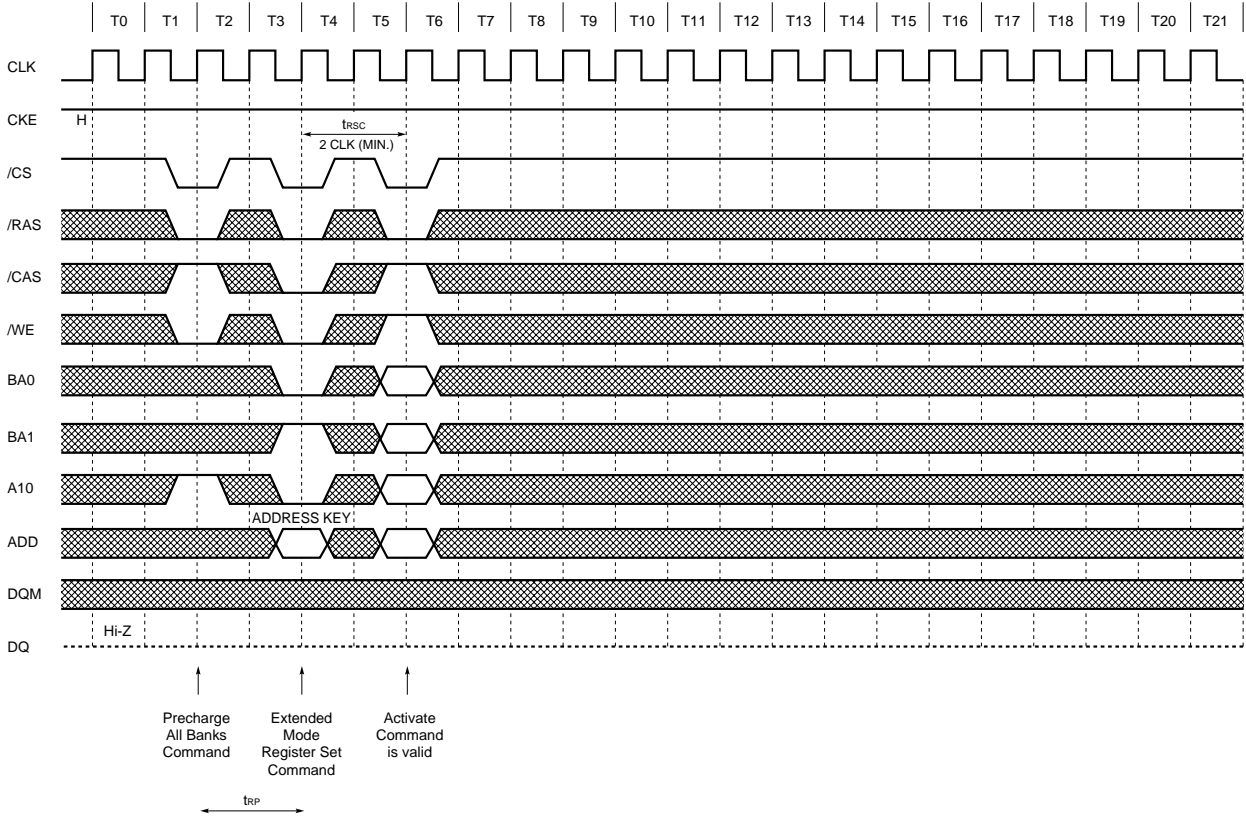 T0 T1 T2 T3 T4 T5 T6 T7 T8 T9 T10 T11 T12 T13 T14 T15 T16 T17 T18 T19 T20 T21
CLK
CKE H
tRSC
2 CLK (MIN.)
/CS
/RAS
/CAS
/WE
BA0
BA1
A10
ADDRESS KEY
ADD
DQM
Hi-Z
DQ
Precharge
All Banks
Command
Extended
Mode
Register Set
Command
Activate
Command
is valid
tRP